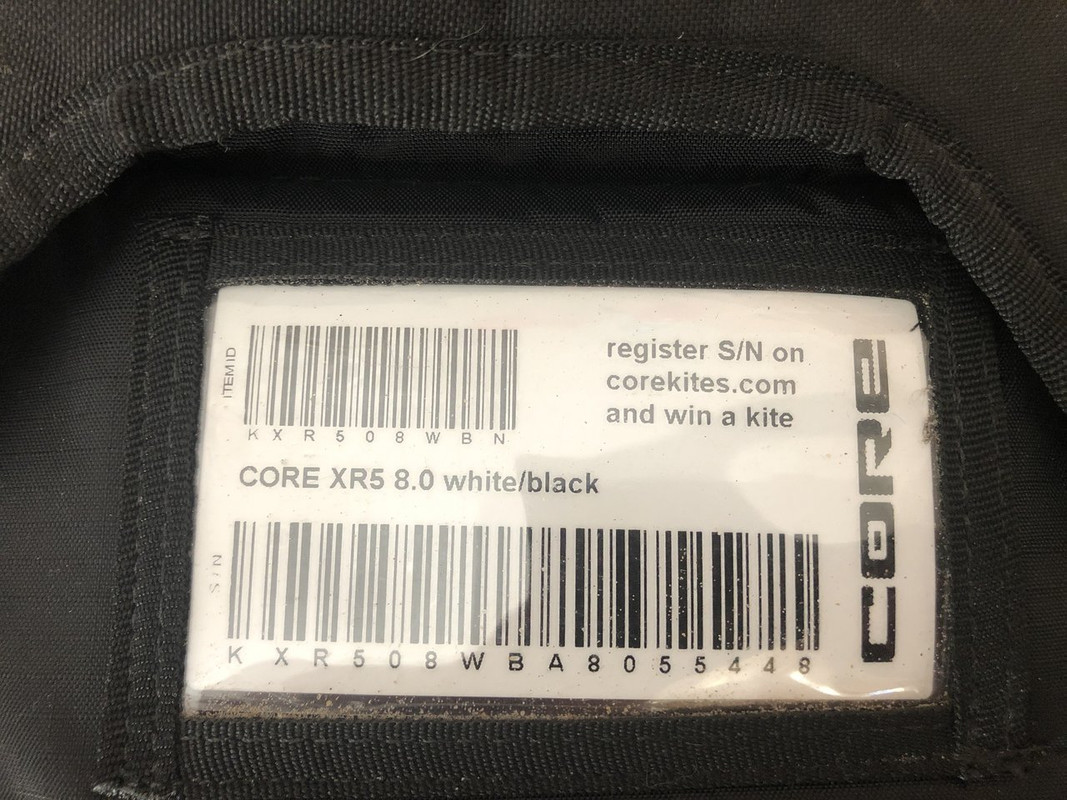 ITEM ID
KXR508WBN
register S/N on
corekites.com
and win a kite
CORE XR5 8.0 white/black
S/N
KXR508WBA8055448
CORE